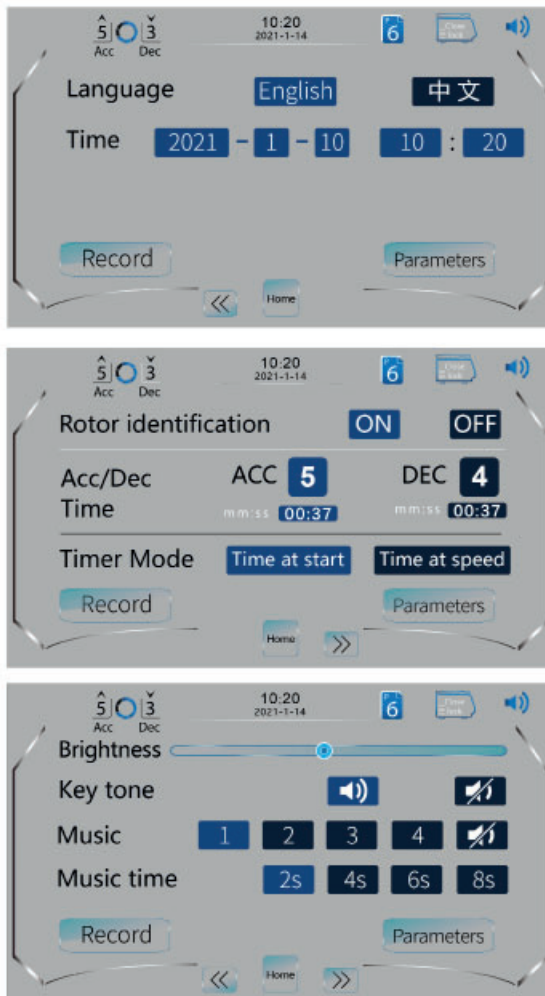 5 3 10:20 6
Acc Dec 2021-1-14
Language English 中文
Time 2021 - 1 - 10 10 : 20
Record Parameters
Home
5 3 10:20 6
Acc Dec 2021-1-14
Rotor identification ON OFF
Acc/Dec ACC 5 DEC 4
Time mm:ss 00:37 mm:ss 00:37
Timer Mode Time at start Time at speed
Record Parameters
Home
5 3 10:20 6
Acc Dec 2021-1-14
Brightness
Key tone
Music 1 2 3 4
Music time 2s 4s 6s 8s
Record Parameters
Home